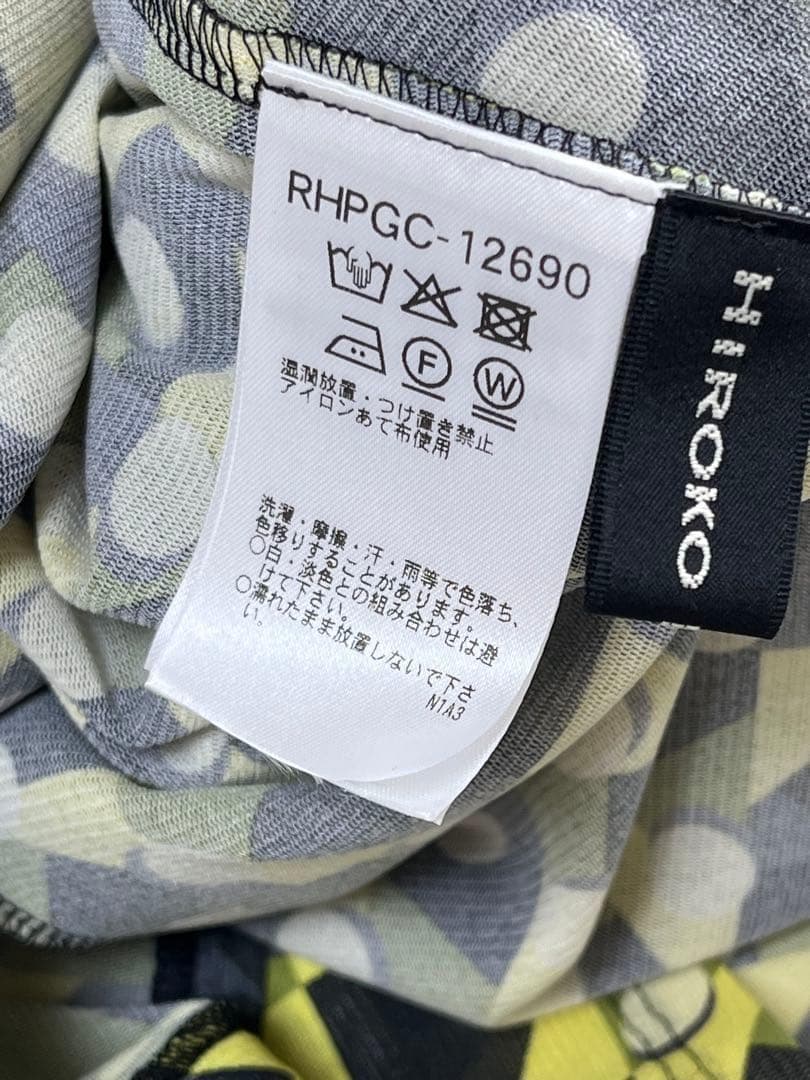 RHPGC-12690
F
W
湿潤放置・つけ置き禁止
アイロンあて布使用
洗濯・摩擦・汗・雨等で色落ち、
色移りすることがあります。
○白・淡色との組み合わせは避
けて下さい。
○濡れたまま放置しないで下さ
い。
N1A3
HIROKO